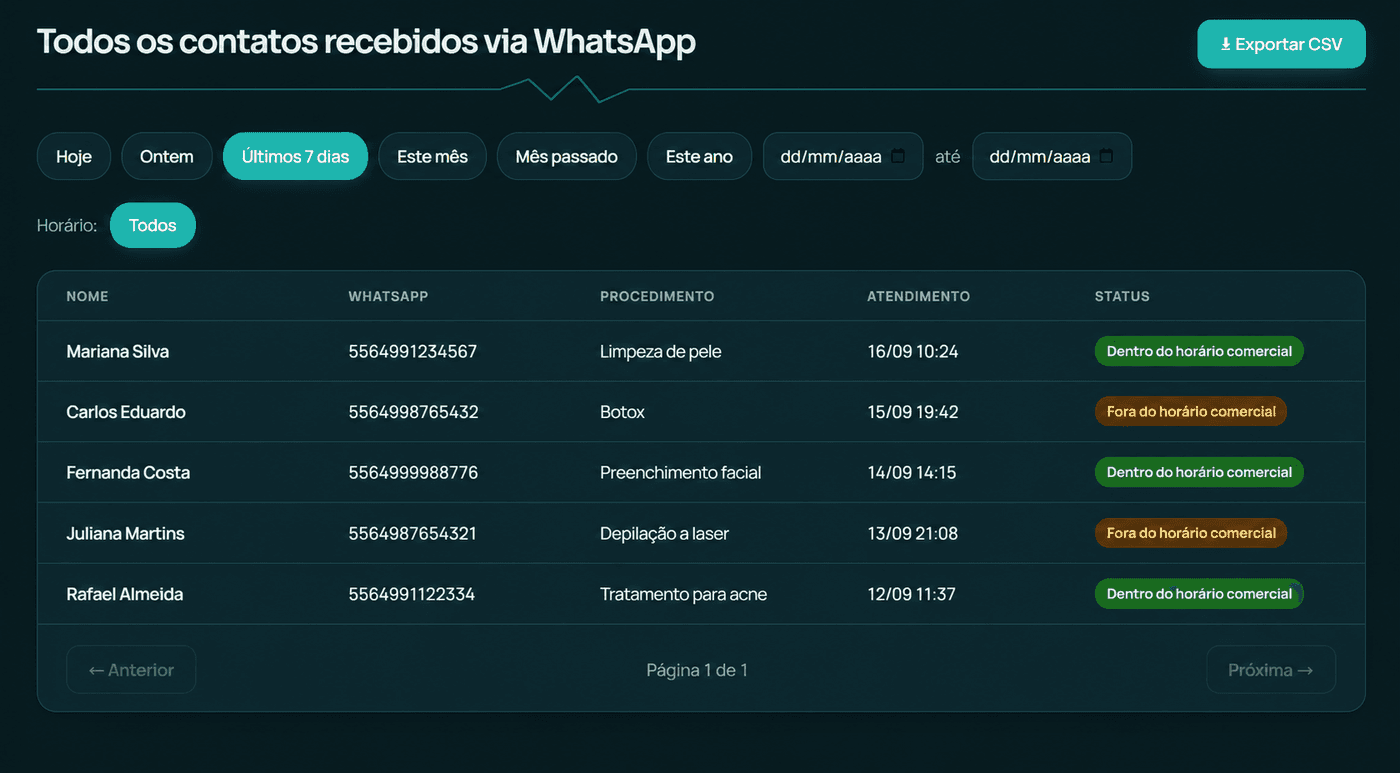 Todos os contatos recebidos via WhatsApp
Exportar CSV
Hoje Ontem Últimos 7 dias Este mês Mês passado Este ano dd/mm/aaaa até dd/mm/aaaa
Horário: Todos
NOME WHATSAPP PROCEDIMENTO ATENDIMENTO STATUS
Mariana Silva 5564991234567 Limpeza de pele 16/09 10:24 Dentro do horário comercial
Carlos Eduardo 5564998765432 Botox 15/09 19:42 Fora do horário comercial
Fernanda Costa 5564999988776 Preenchimento facial 14/09 14:15 Dentro do horário comercial
Juliana Martins 5564987654321 Depilação a laser 13/09 21:08 Fora do horário comercial
Rafael Almeida 5564991122334 Tratamento para acne 12/09 11:37 Dentro do horário comercial
← Anterior Página 1 de 1 Próxima →